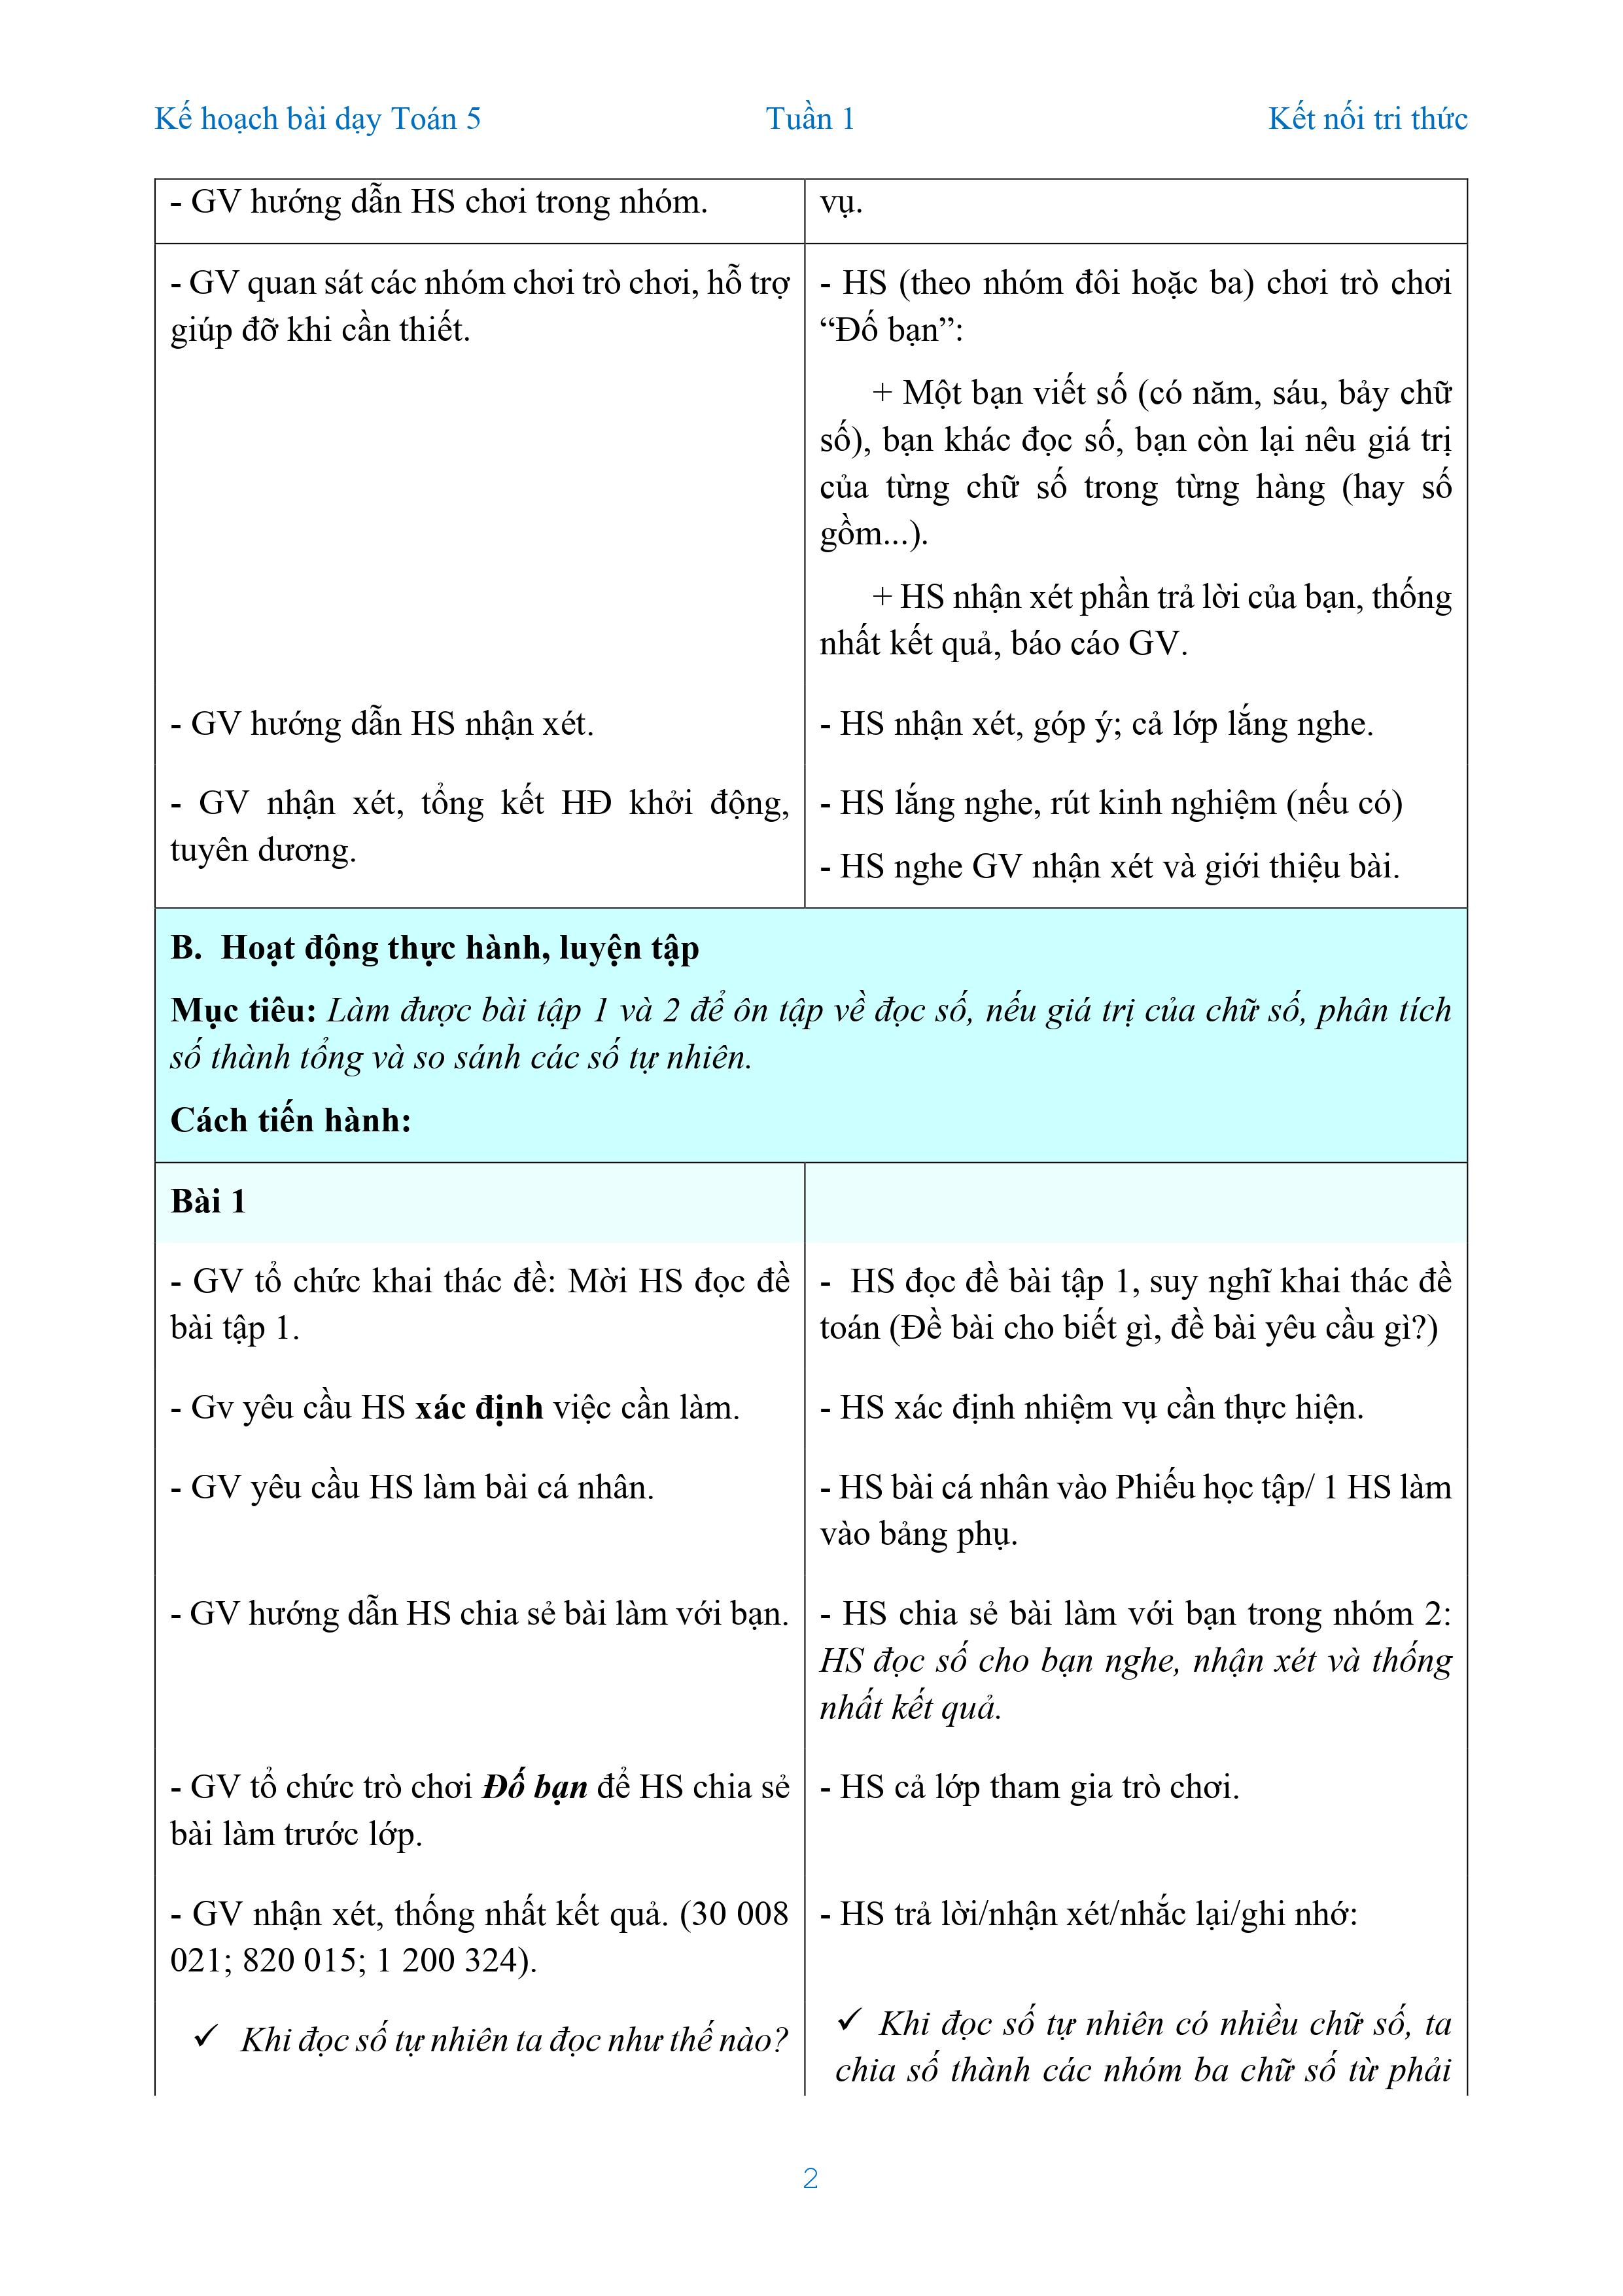 Kế hoạch bài dạy Toán 5 Tuần 1 Kết nối tri thức
- GV hướng dẫn HS chơi trong nhóm.
vụ.
- GV quan sát các nhóm chơi trò chơi, hỗ trợ
giúp đỡ khi cần thiết.
- HS (theo nhóm đôi hoặc ba) chơi trò chơi
“Đố bạn”:
+ Một bạn viết số (có năm, sáu, bảy chữ
số), bạn khác đọc số, bạn còn lại nêu giá trị
của từng chữ số trong từng hàng (hay số
gồm...).
+ HS nhận xét phần trả lời của bạn, thống
nhất kết quả, báo cáo GV.
- GV hướng dẫn HS nhận xét.
- HS nhận xét, góp ý; cả lớp lắng nghe.
- GV nhận xét, tổng kết HĐ khởi động,
tuyên dương.
- HS lắng nghe, rút kinh nghiệm (nếu có)
- HS nghe GV nhận xét và giới thiệu bài.
B. Hoạt động thực hành, luyện tập
Mục tiêu: Làm được bài tập 1 và 2 để ôn tập về đọc số, nếu giá trị của chữ số, phân tích
số thành tổng và so sánh các số tự nhiên.
Cách tiến hành:
Bài 1
- GV tổ chức khai thác đề: Mời HS đọc đề
bài tập 1.
- HS đọc đề bài tập 1, suy nghĩ khai thác đề
toán (Đề bài cho biết gì, đề bài yêu cầu gì?)
- Gv yêu cầu HS xác định việc cần làm.
- HS xác định nhiệm vụ cần thực hiện.
- GV yêu cầu HS làm bài cá nhân.
- HS bài cá nhân vào Phiếu học tập/ 1 HS làm
vào bảng phụ.
- GV hướng dẫn HS chia sẻ bài làm với bạn.
- HS chia sẻ bài làm với bạn trong nhóm 2:
HS đọc số cho bạn nghe, nhận xét và thống
nhất kết quả.
- GV tổ chức trò chơi Đố bạn để HS chia sẻ
bài làm trước lớp.
- HS cả lớp tham gia trò chơi.
- GV nhận xét, thống nhất kết quả. (30 008
021; 820 015; 1 200 324).
- HS trả lời/nhận xét/nhắc lại/ghi nhớ:
✓ Khi đọc số tự nhiên ta đọc như thế nào?
✓ Khi đọc số tự nhiên có nhiều chữ số, ta
chia số thành các nhóm ba chữ số từ phải
2